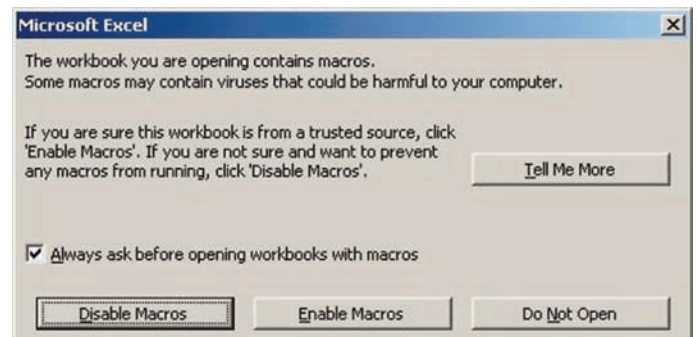 Microsoft Excel
The workbook you are opening contains macros.
Some macros may contain viruses that could be harmful to your computer.
If you are sure this workbook is from a trusted source, click
'Enable Macros'. If you are not sure and want to prevent
any macros from running, click 'Disable Macros'.
Tell Me More
Always ask before opening workbooks with macros
Disable Macros
Enable Macros
Do Not Open